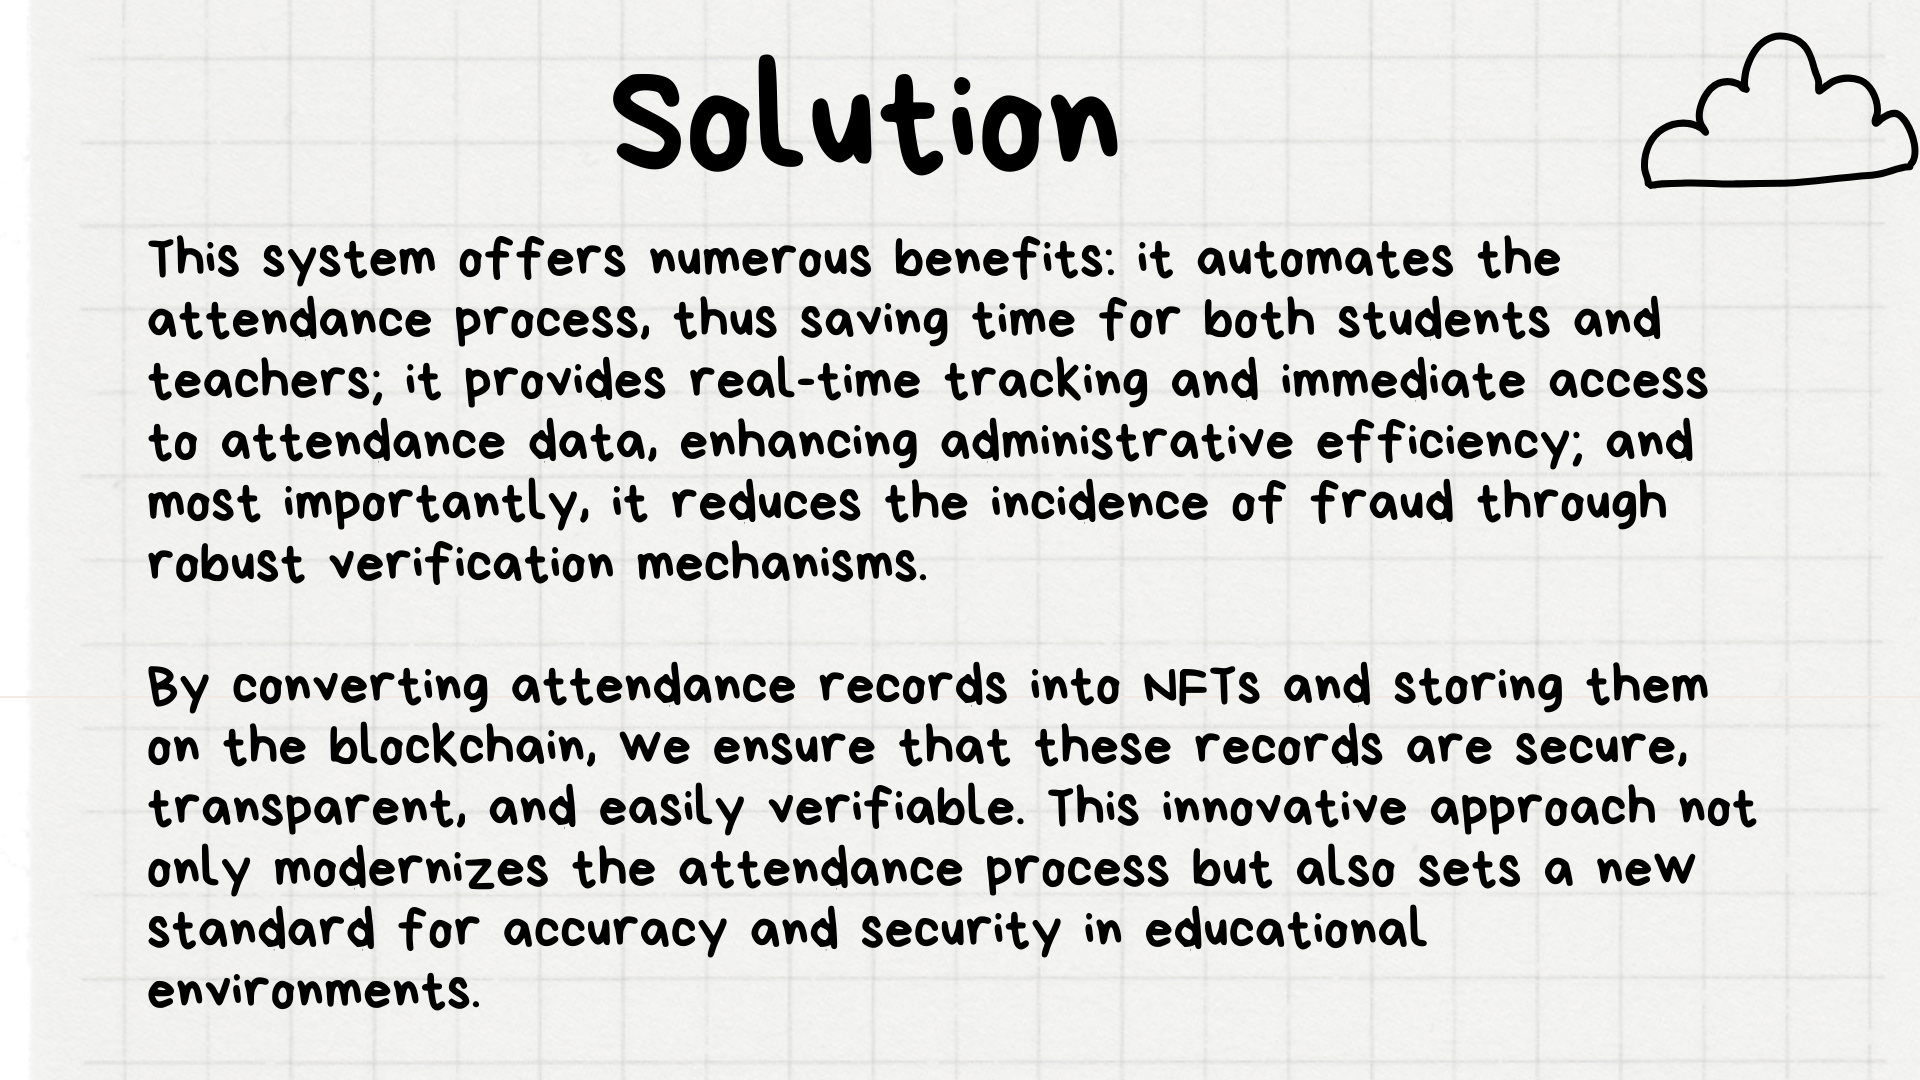 Solution
This system offers numerous benefits: it automates the
attendance process, thus saving time for both students and
teachers; it provides real-time tracking and immediate access
to attendance data, enhancing administrative efficiency; and
most importantly, it reduces the incidence of fraud through
robust verification mechanisms.
By converting attendance records into NFTs and storing them
on the blockchain, we ensure that these records are secure,
transparent, and easily verifiable. This innovative approach not
only modernizes the attendance process but also sets a new
standard for accuracy and security in educational
environments.